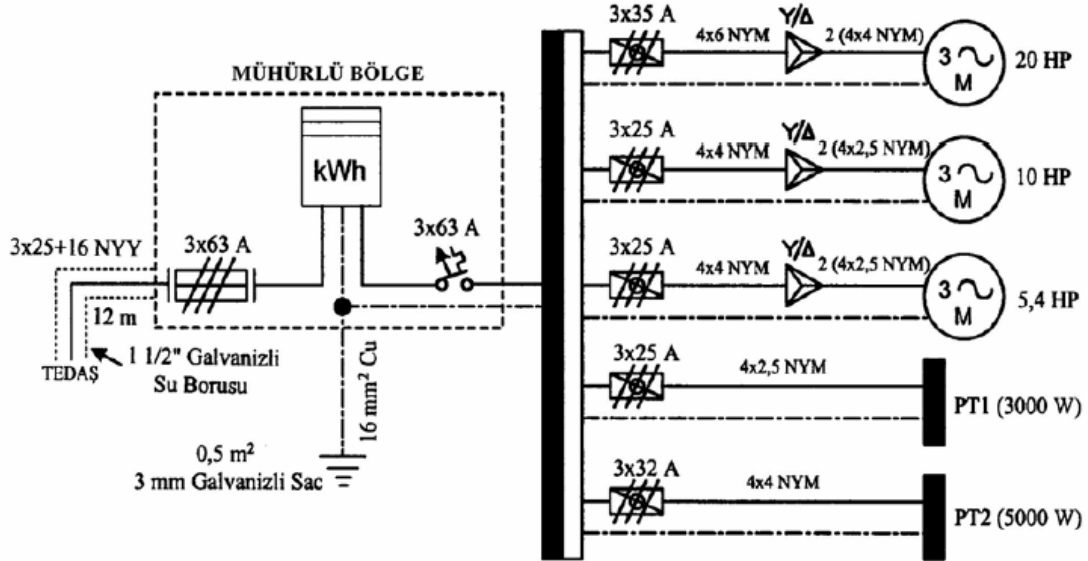 MÜHÜRLÜ BÖLGE
kWh
3x25+16 NYY
3x63 A
3x63 A
12 m
TEDAŞ
1 1/2" Galvanizli
Su Borusu
16 mm² Cu
0,5 m²
3 mm Galvanizli Sac
3x35 A
4x6 NYM
Y/Δ
2 (4x4 NYM)
3
M
20 HP
3x25 A
4x4 NYM
Y/Δ
2 (4x2,5 NYM)
3
M
10 HP
3x25 A
4x4 NYM
Y/Δ
2 (4x2,5 NYM)
3
M
5,4 HP
3x25 A
4x2,5 NYM
PT1 (3000 W)
3x32 A
4x4 NYM
PT2 (5000 W)